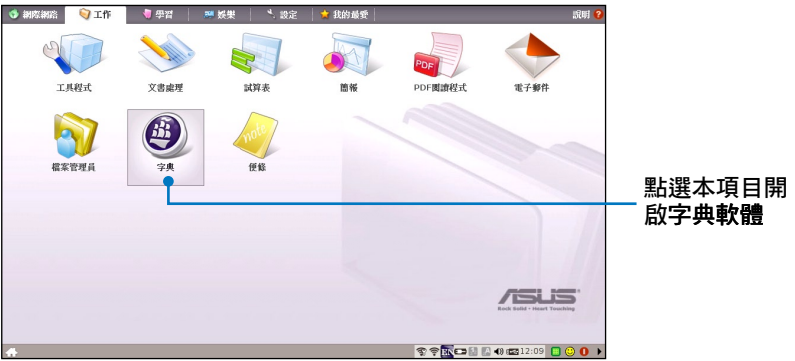 網際網路 工作 學習 娛樂 設定 我的最愛 說明 ?
PDF
工具程式 文書處理 試算表 簡報 PDF閱讀程式 電子郵件
note
檔案管理員 字典 便條
點選本項目開
啟字典軟體
ASUS
Rock Solid · Heart Touching
EN 12:09